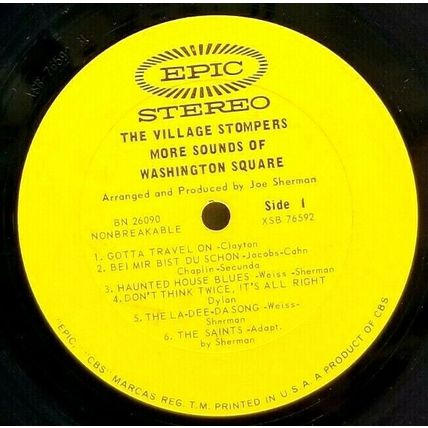 EPIC
STEREO
THE VILLAGE STOMPERS
MORE SOUNDS OF
WASHINGTON SQUARE
Arranged and Produced by Joe Sherman
BN 26090
NONBREAKABLE
Side 1
XSB 76592
1. GOTTA TRAVEL ON -Clayton
2. BEI MIR BIST DU SCHON -Jacobs-Cahn
Chaplin-Secunda
3. HAUNTED HOUSE BLUES -Weiss -Sherman
4. DON'T THINK TWICE, IT'S ALL RIGHT
Dylan
5. THE LA-DEE-DA SONG -Weiss-
Sherman
6. THE SAINTS -Adapt.
by Sherman
"EPIC," "CBS" MARCAS REG. T.M. PRINTED IN U.S.A. A PRODUCT OF CBS